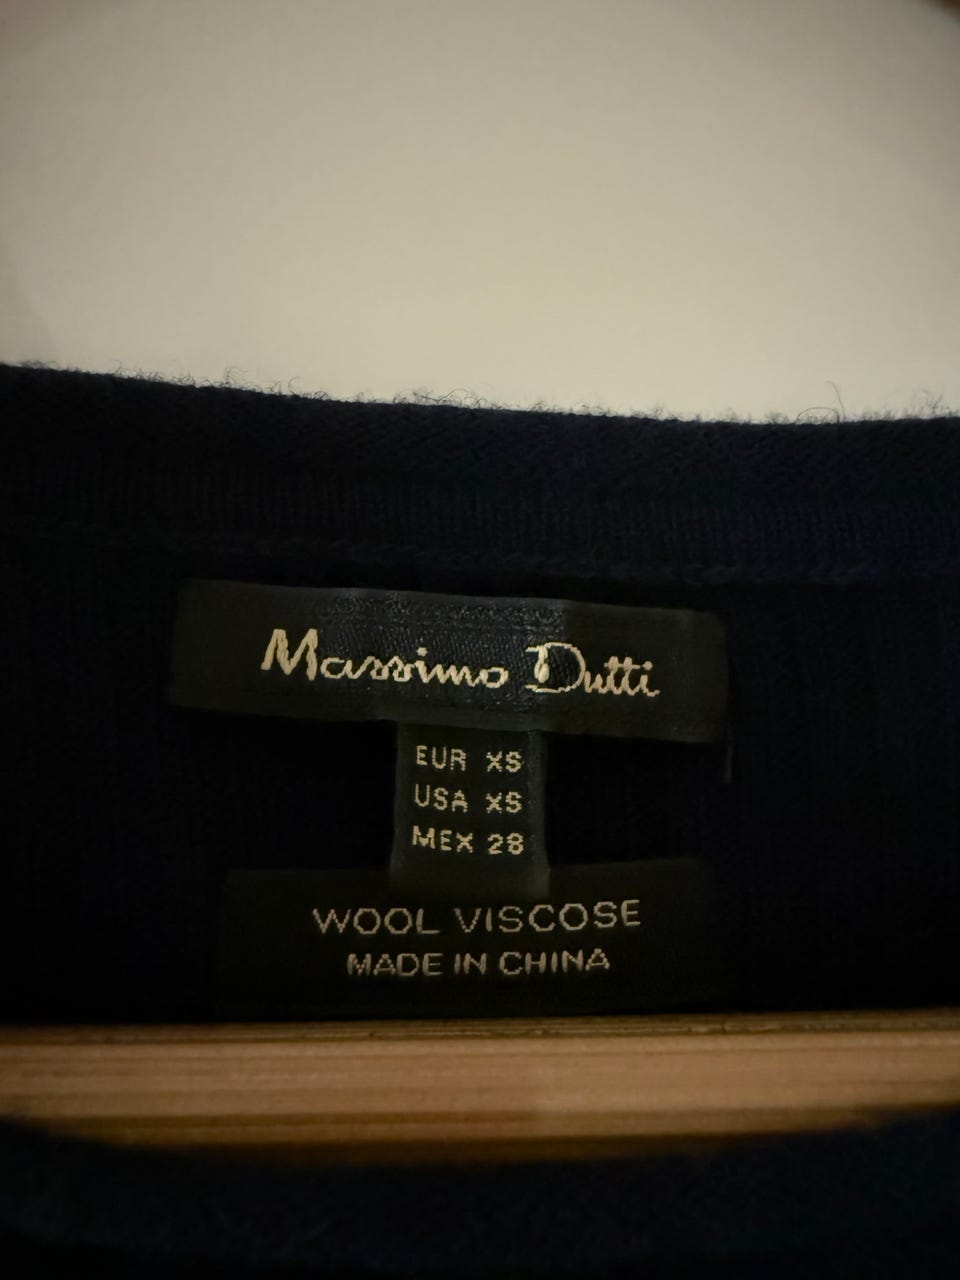 Massimo Dutti
EUR XS
USA XS
MEX 28
WOOL VISCOSE
MADE IN CHINA